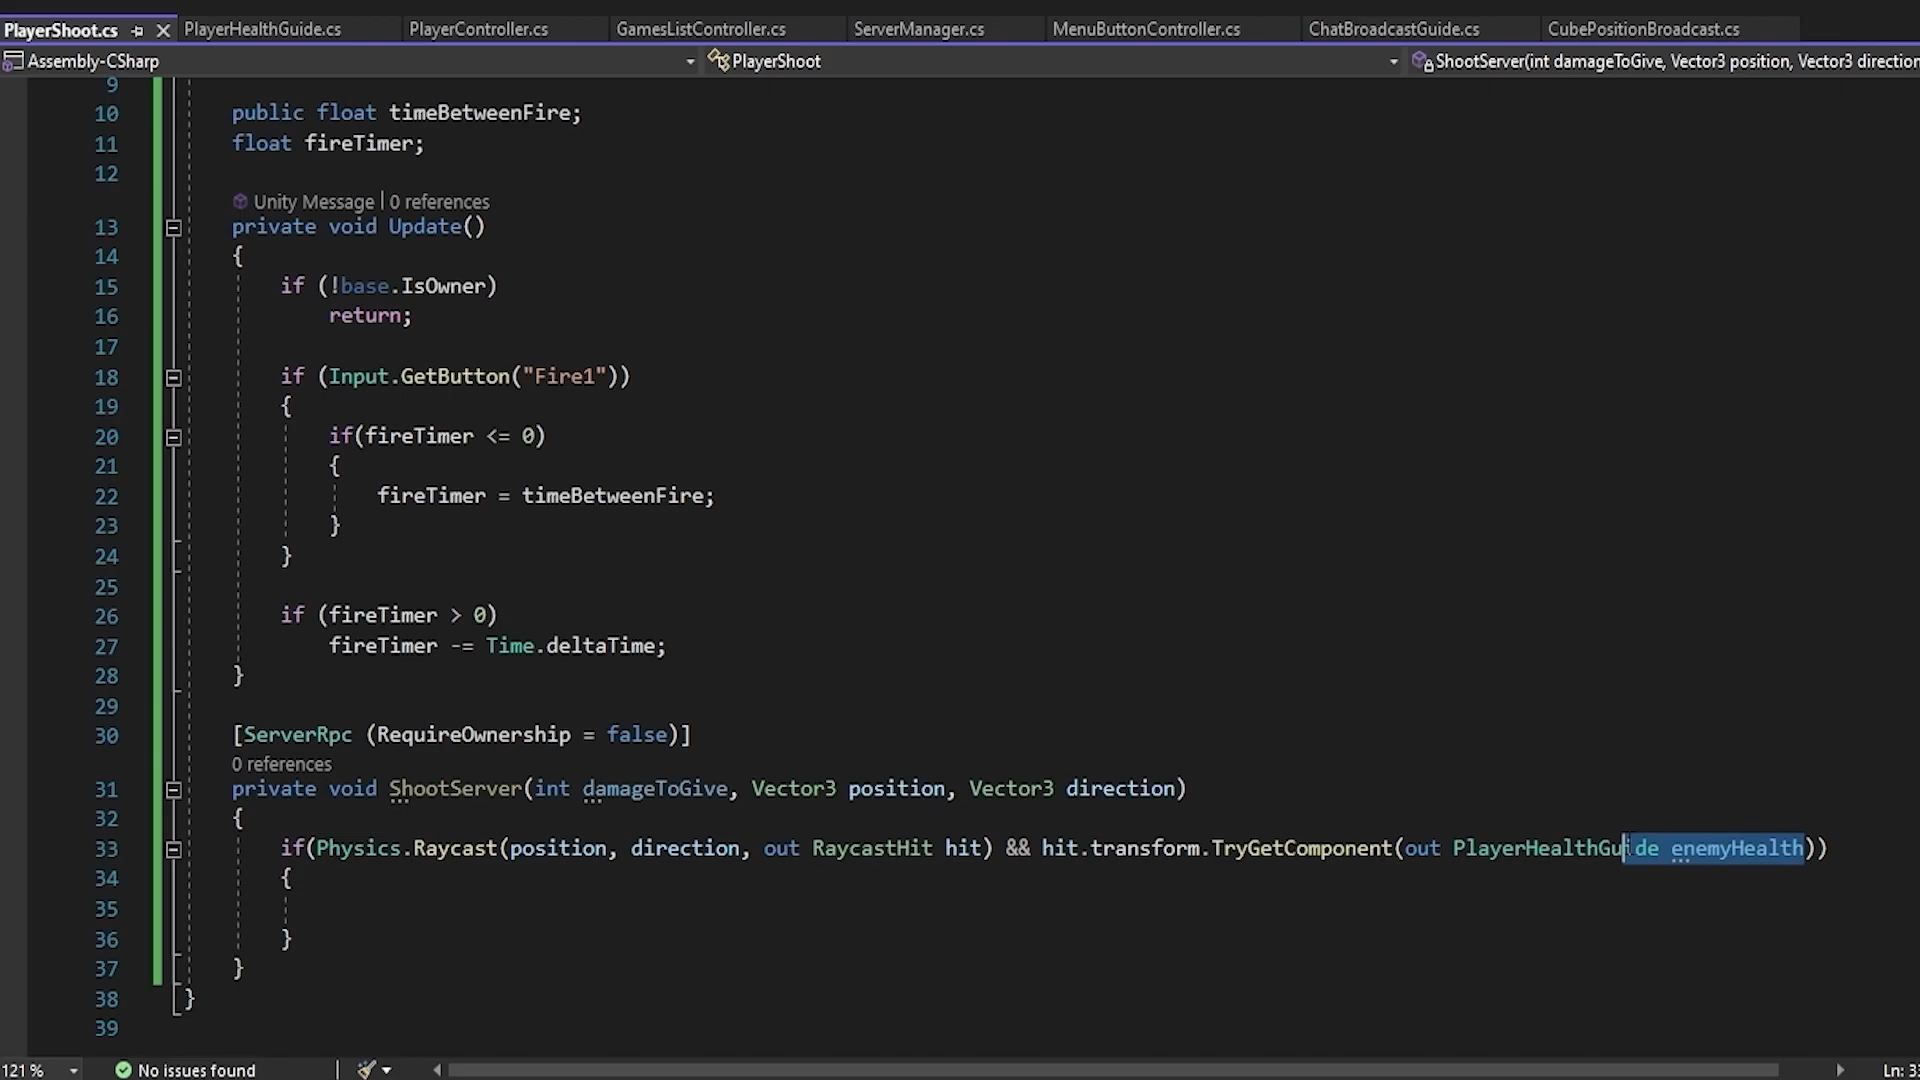 PlayerShoot.cs PlayerHealthGuide.cs PlayerController.cs GamesListController.cs ServerManager.cs MenuButtonController.cs ChatBroadcastGuide.cs CubePositionBroadcast.cs
Assembly-CSharp PlayerShoot ShootServer(int damageToGive, Vector3 position, Vector3 direction
9
10 public float timeBetweenFire;
11 float fireTimer;
12
Unity Message | 0 references
13 private void Update()
14 {
15 if (!base.IsOwner)
16 return;
17
18 if (Input.GetButton("Fire1"))
19 {
20 if(fireTimer <= 0)
21 {
22 fireTimer = timeBetweenFire;
23 }
24 }
25
26 if (fireTimer > 0)
27 fireTimer -= Time.deltaTime;
28 }
29
30 [ServerRpc (RequireOwnership = false)]
0 references
31 private void ShootServer(int damageToGive, Vector3 position, Vector3 direction)
32 {
33 if(Physics.Raycast(position, direction, out RaycastHit hit) && hit.transform.TryGetComponent(out PlayerHealthGuide enemyHealth))
34 {
35
36 }
37 }
38 }
39
121 % No issues found Ln: 33